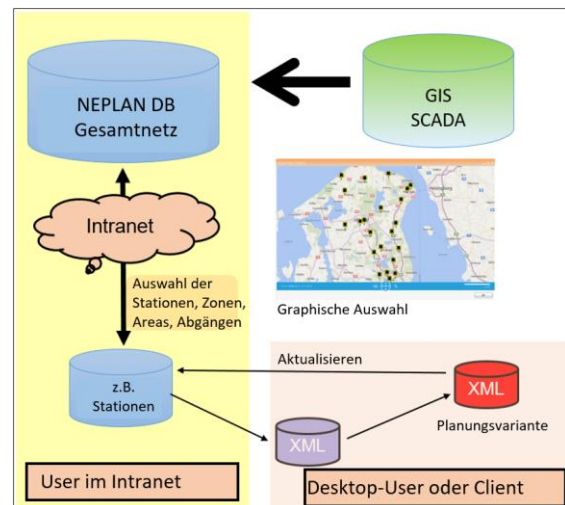 NEPLAN DB
Gesamtnetz
GIS
SCADA
Intranet
Auswahl der
Stationen, Zonen,
Areas, Abgängen
Graphische Auswahl
Aktualisieren
z.B.
Stationen
XML
XML
Planungsvariante
User im Intranet
Desktop-User oder Client